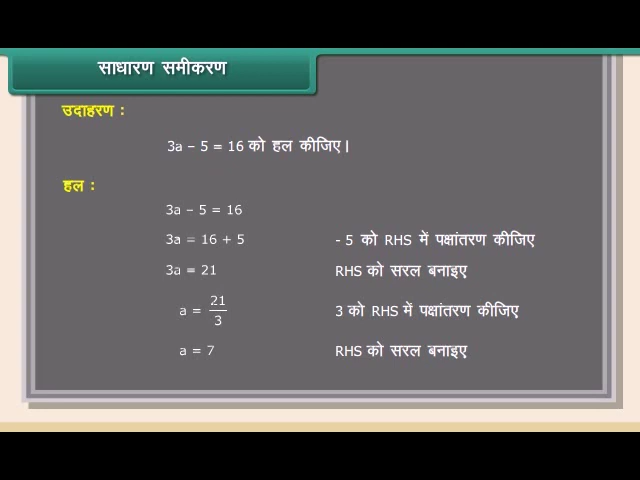 साधारण समीकरण
उदाहरण :
3a – 5 = 16 को हल कीजिए।
हल :
3a – 5 = 16
3a = 16 + 5 - 5 को RHS में पक्षांतरण कीजिए
3a = 21 RHS को सरल बनाइए
a = 21/3 3 को RHS में पक्षांतरण कीजिए
a = 7 RHS को सरल बनाइए